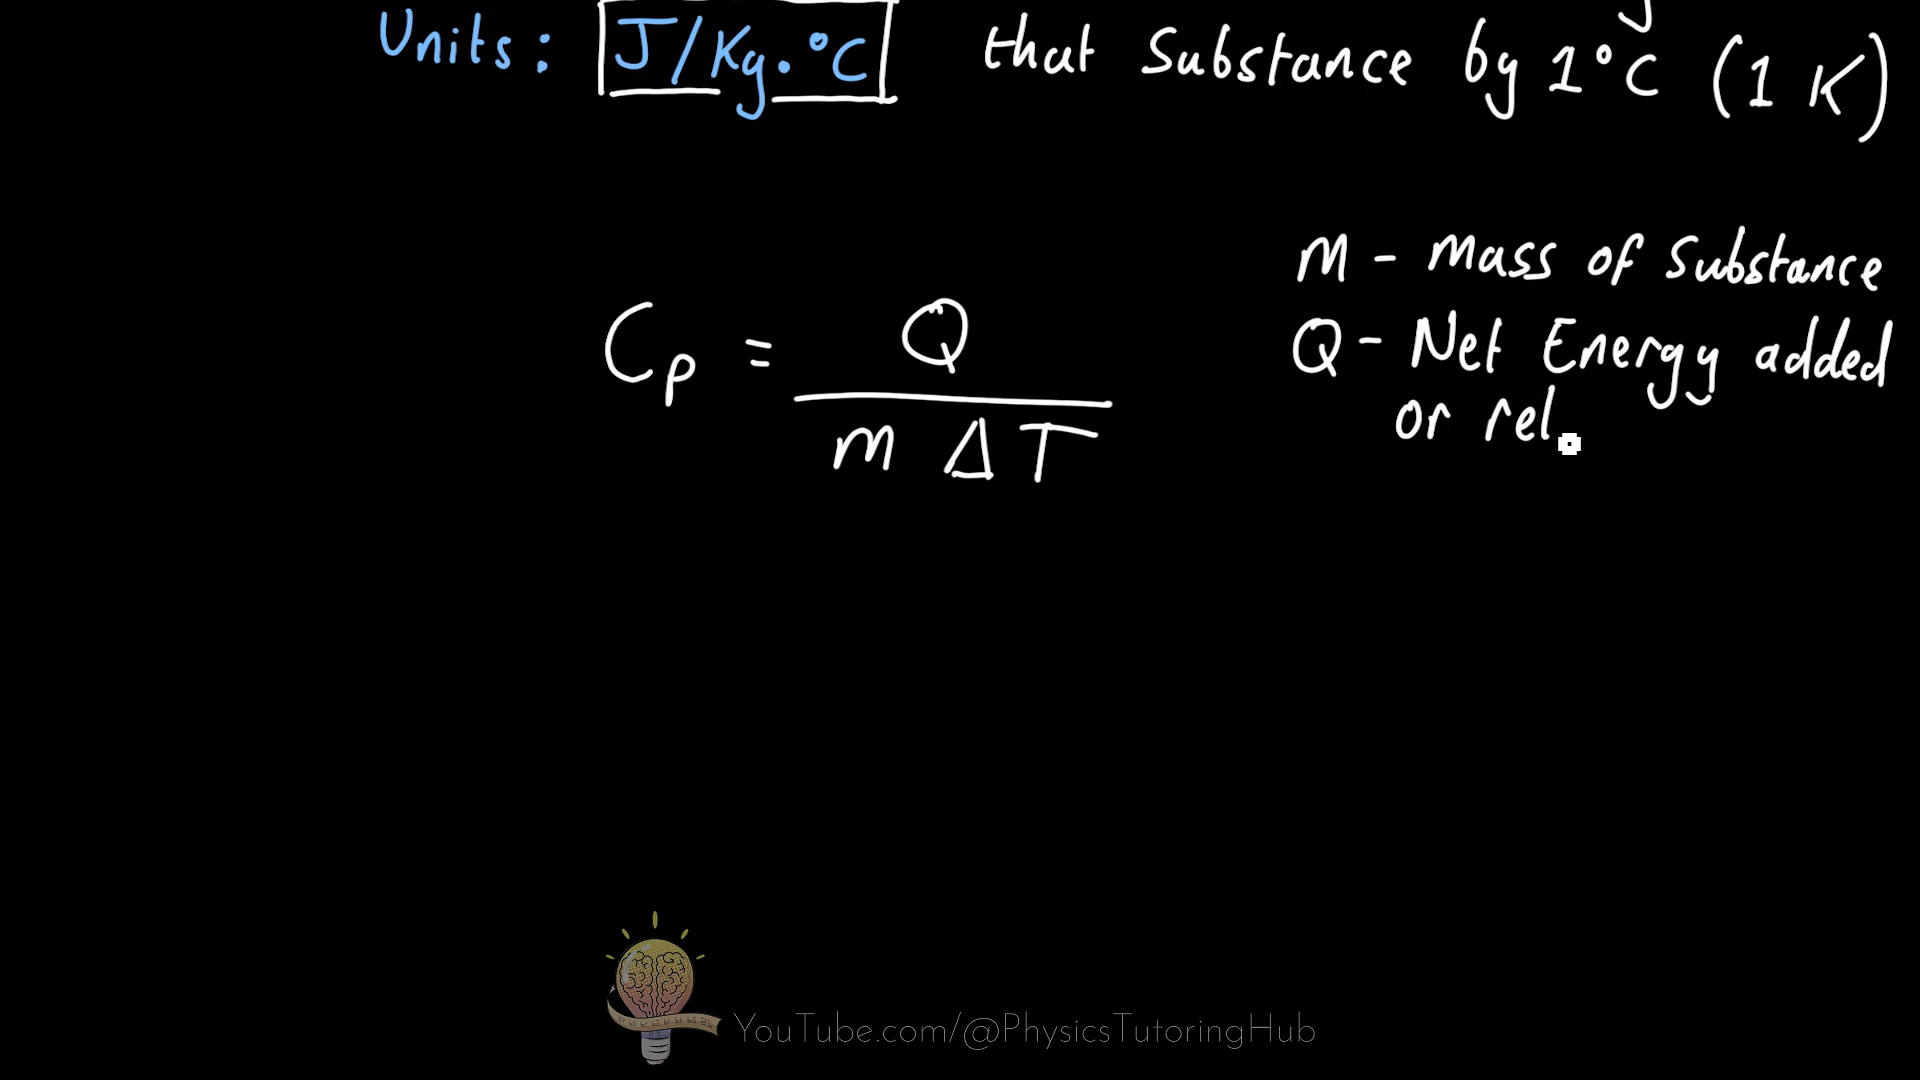 Units: J/Kg.°C
that Substance by 1°C (1 K)
Cp = Q / m ΔT
m - mass of substance
Q - Net Energy added
or rel
YouTube.com/@PhysicsTutoringHub